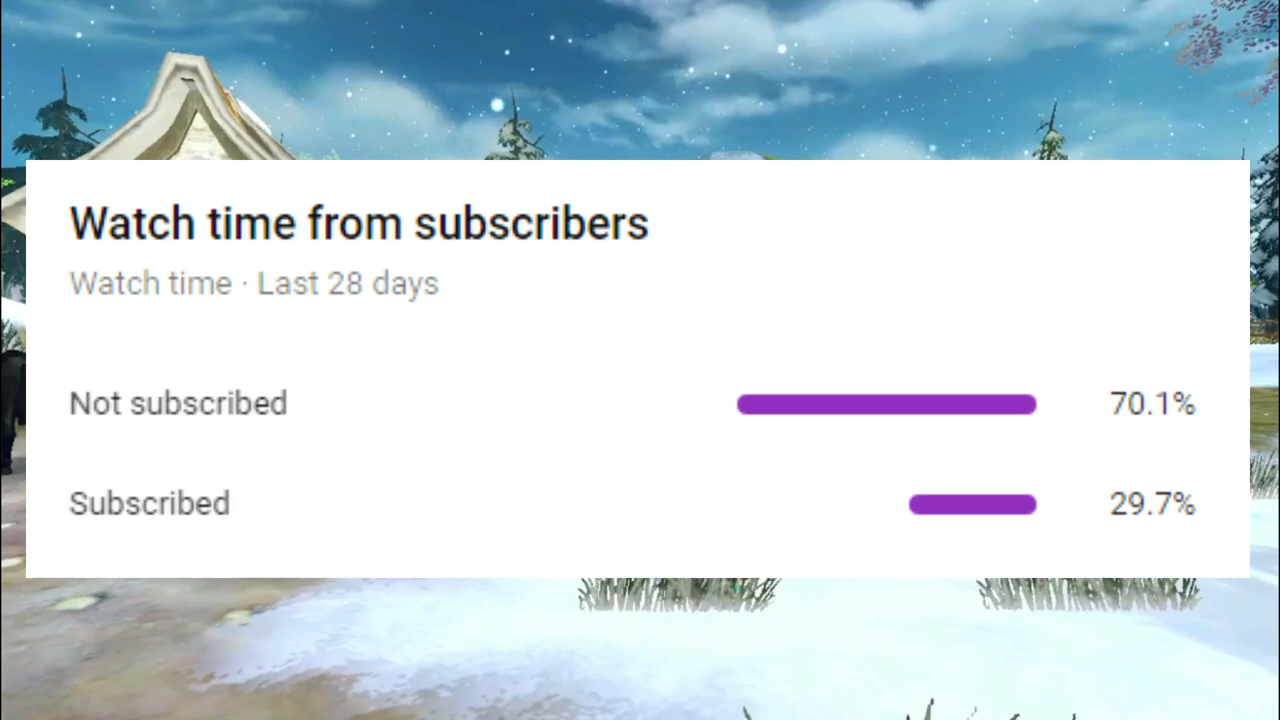 Watch time from subscribers
Watch time · Last 28 days
Not subscribed 70.1%
Subscribed 29.7%